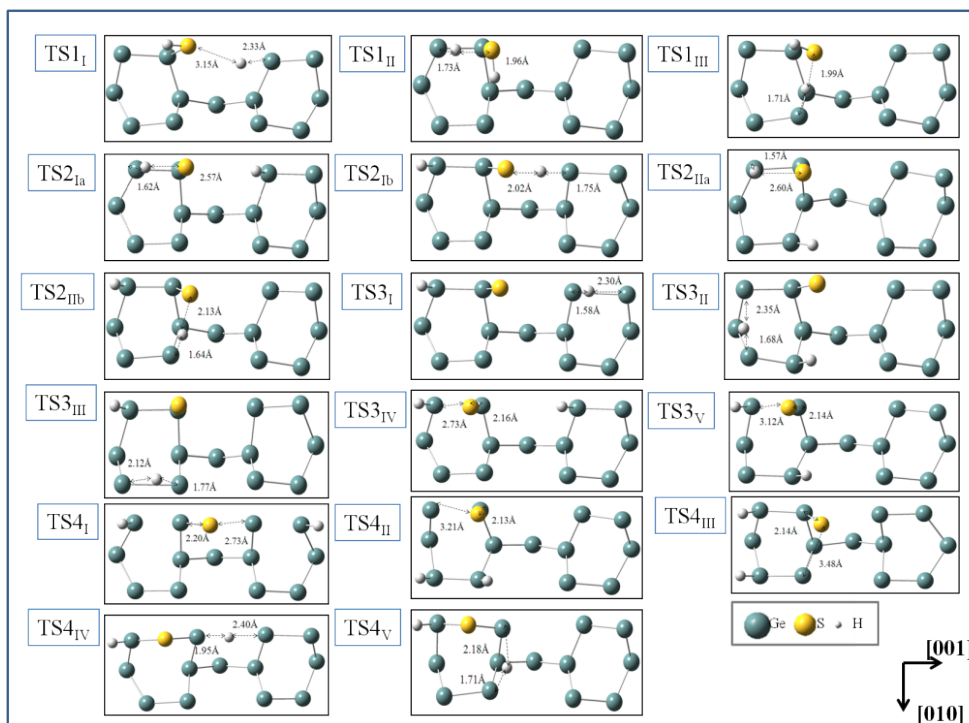 TS1I
2.33Å
3.15Å
TS1II
1.73Å
1.96Å
TS1III
1.99Å
1.71Å
TS2Ia
1.62Å
2.57Å
TS2Ib
2.02Å
1.75Å
TS2IIa
1.57Å
2.60Å
TS2IIb
2.13Å
1.64Å
TS3I
2.30Å
1.58Å
TS3II
2.35Å
1.68Å
TS3III
2.12Å
1.77Å
TS3IV
2.73Å
2.16Å
TS3V
3.12Å
2.14Å
TS4I
2.20Å
2.73Å
TS4II
3.21Å
2.13Å
TS4III
2.14Å
3.48Å
TS4IV
2.40Å
1.95Å
TS4V
2.18Å
1.71Å
Ge S H
[001]
[010]